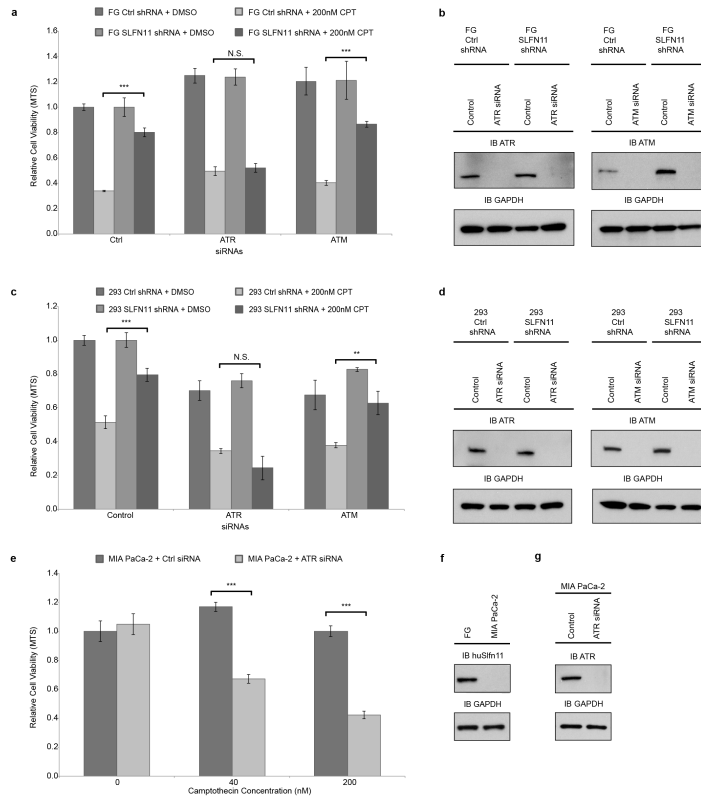 a
FG Ctrl shRNA + DMSO
FG Ctrl shRNA + 200nM CPT
FG SLFN11 shRNA + DMSO
FG SLFN11 shRNA + 200nM CPT
Relative Cell Viability (MTS)
1.6
1.4
1.2
1.0
0.8
0.6
0.4
0.2
0.0
***
N.S.
***
Ctrl
ATR
ATM
siRNAs
b
FG
Ctrl
shRNA
FG
SLFN11
shRNA
FG
Ctrl
shRNA
FG
SLFN11
shRNA
Control
ATR siRNA
Control
ATR siRNA
Control
ATM siRNA
Control
ATM siRNA
IB ATR
IB ATM
IB GAPDH
IB GAPDH
c
293 Ctrl shRNA + DMSO
293 Ctrl shRNA + 200nM CPT
293 SLFN11 shRNA + DMSO
293 SLFN11 shRNA + 200nM CPT
Relative Cell Viability (MTS)
1.2
1.0
0.8
0.6
0.4
0.2
0.0
***
N.S.
**
Control
ATR
ATM
siRNAs
d
293
Ctrl
shRNA
293
SLFN11
shRNA
293
Ctrl
shRNA
293
SLFN11
shRNA
Control
ATR siRNA
Control
ATR siRNA
Control
ATM siRNA
Control
ATM siRNA
IB ATR
IB ATM
IB GAPDH
IB GAPDH
e
MIA PaCa-2 + Ctrl siRNA
MIA PaCa-2 + ATR siRNA
Relative Cell Viability (MTS)
1.4
1.2
1.0
0.8
0.6
0.4
0.2
0.0
***
***
0
40
200
Camptothecin Concentration (nM)
f
FG
MIA PaCa-2
IB huSlfn11
IB GAPDH
g
MIA PaCa-2
Control
ATR siRNA
IB ATR
IB GAPDH